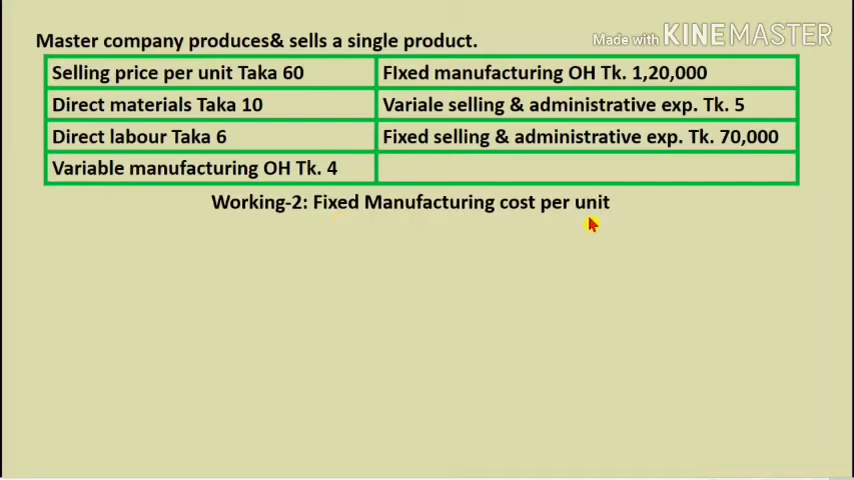 Made with KINEMASTER
Master company produces& sells a single product.
Selling price per unit Taka 60
FIxed manufacturing OH Tk. 1,20,000
Direct materials Taka 10
Variale selling & administrative exp. Tk. 5
Direct labour Taka 6
Fixed selling & administrative exp. Tk. 70,000
Variable manufacturing OH Tk. 4
Working-2: Fixed Manufacturing cost per unit